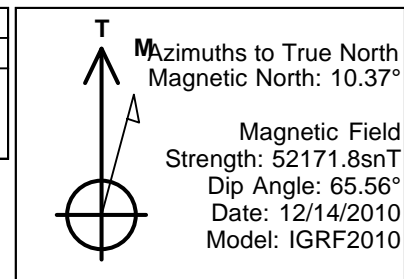 T
M
Azimuths to True North
Magnetic North: 10.37°
Magnetic Field
Strength: 52171.8snT
Dip Angle: 65.56°
Date: 12/14/2010
Model: IGRF2010